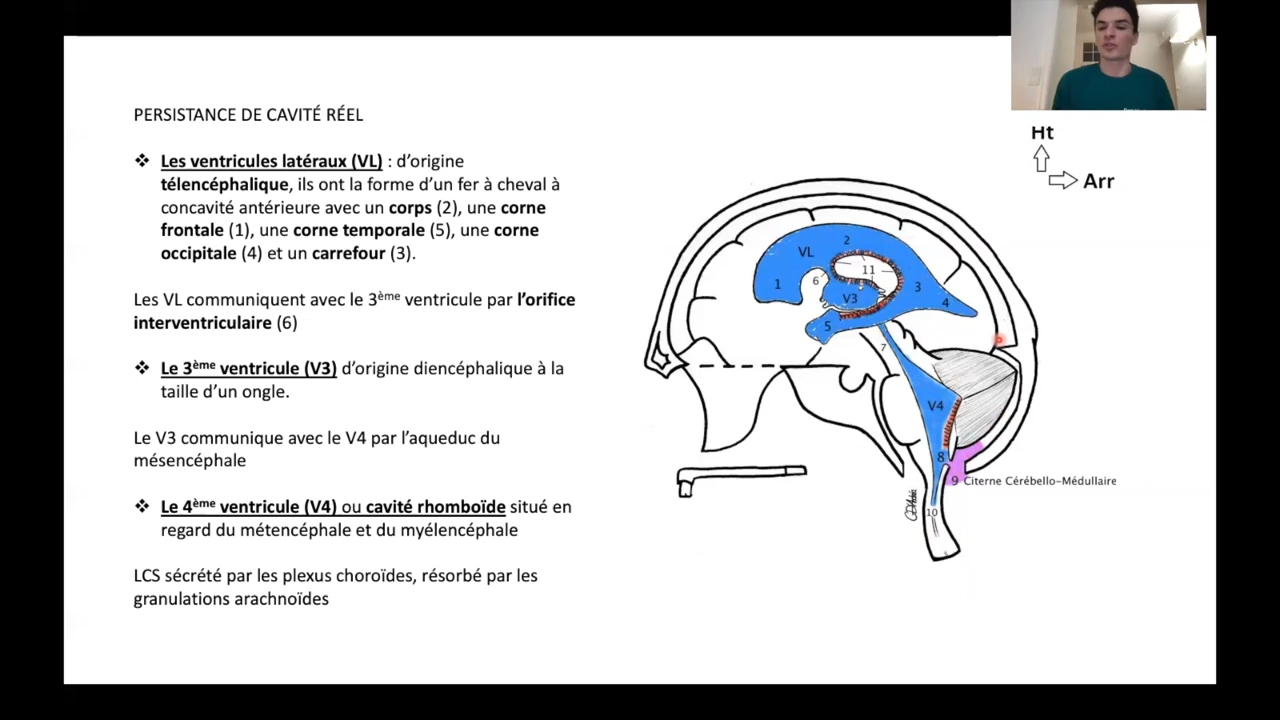 PERSISTANCE DE CAVITÉ RÉEL
❖ Les ventricules latéraux (VL) : d’origine
télencéphalique, ils ont la forme d’un fer à cheval à
concavité antérieure avec un corps (2), une corne
frontale (1), une corne temporale (5), une corne
occipitale (4) et un carrefour (3).
Les VL communiquent avec le 3ème ventricule par l’orifice
interventriculaire (6)
❖ Le 3ème ventricule (V3) d’origine diencéphalique à la
taille d’un ongle.
Le V3 communique avec le V4 par l’aqueduc du
mésencéphale
❖ Le 4ème ventricule (V4) ou cavité rhomboïde situé en
regard du métencéphale et du myélencéphale
LCS sécrété par les plexus choroïdes, résorbé par les
granulations arachnoïdes
Ht
Arr
2
VL
11
6
1
V3
3
4
5
7
V4
8
9 Citerne Cérébello-Médullaire
10